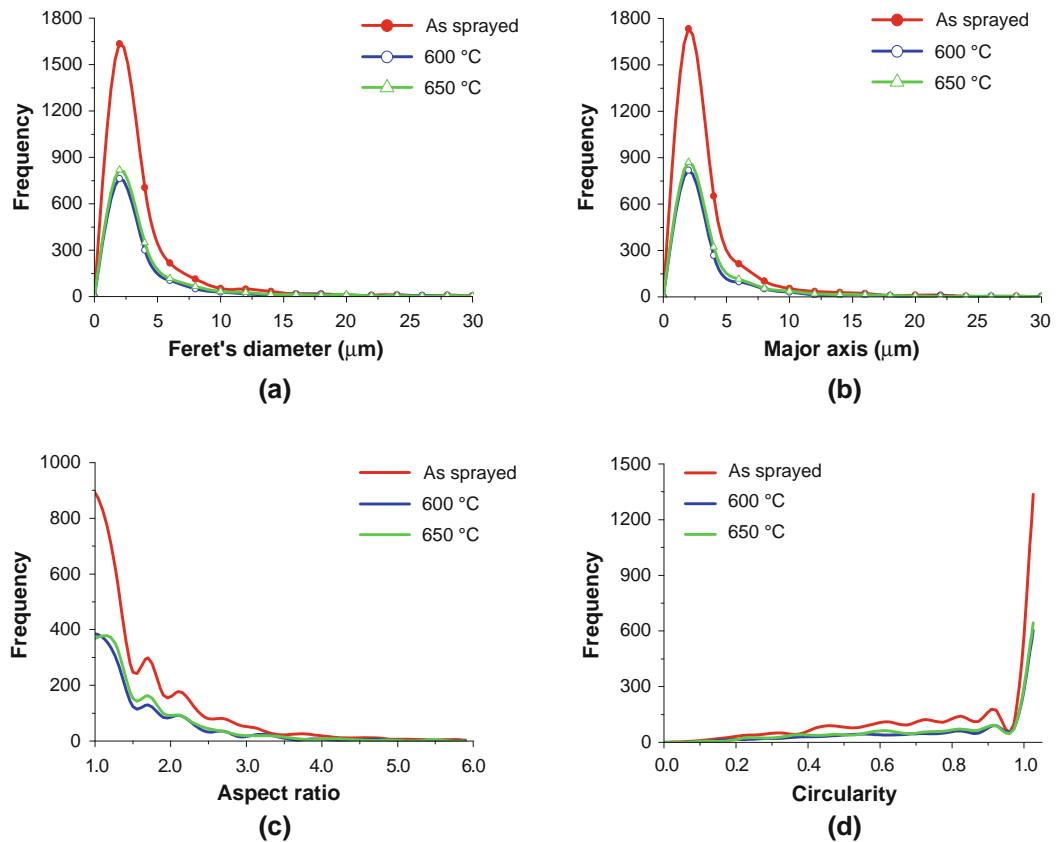 As sprayed
600 °C
650 °C
1800
1500
1200
900
600
300
0
Frequency
0 5 10 15 20 25 30
Feret's diameter (μm)
(a)
As sprayed
600 °C
650 °C
1800
1500
1200
900
600
300
0
Frequency
0 5 10 15 20 25 30
Major axis (μm)
(b)
As sprayed
600 °C
650 °C
1000
800
600
400
200
0
Frequency
1.0 2.0 3.0 4.0 5.0 6.0
Aspect ratio
(c)
As sprayed
600 °C
650 °C
1500
1200
900
600
300
0
Frequency
0.0 0.2 0.4 0.6 0.8 1.0
Circularity
(d)